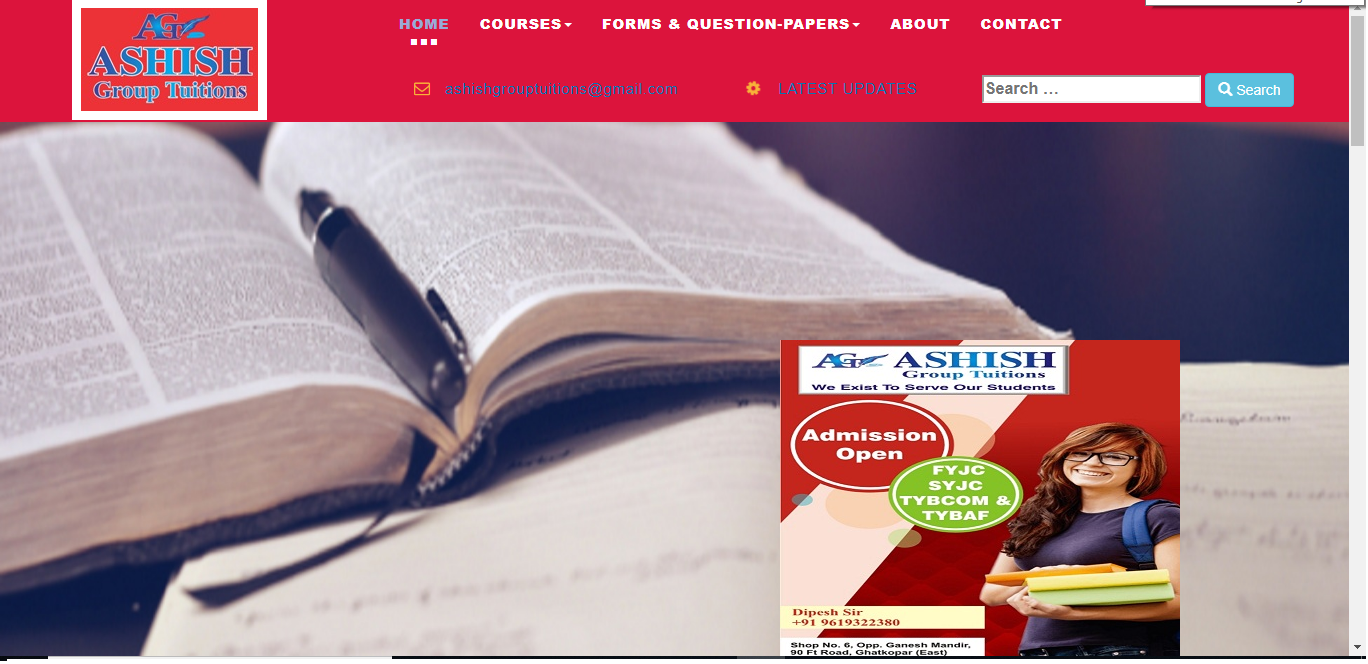 AGT
ASHISH
Group Tuitions
HOME
COURSES
FORMS & QUESTION-PAPERS
ABOUT
CONTACT
ashishgrouptuitions@gmail.com
LATEST UPDATES
Search ...
Search
AGT ASHISH
Group Tuitions
We Exist To Serve Our Students
Admission
Open
FYJC
SYJC
TYBCOM &
TYBAF
Dipesh Sir
+91 9619322380
Shop No. 6, Opp. Ganesh Mandir,
90 Ft Road, Ghatkopar (East)